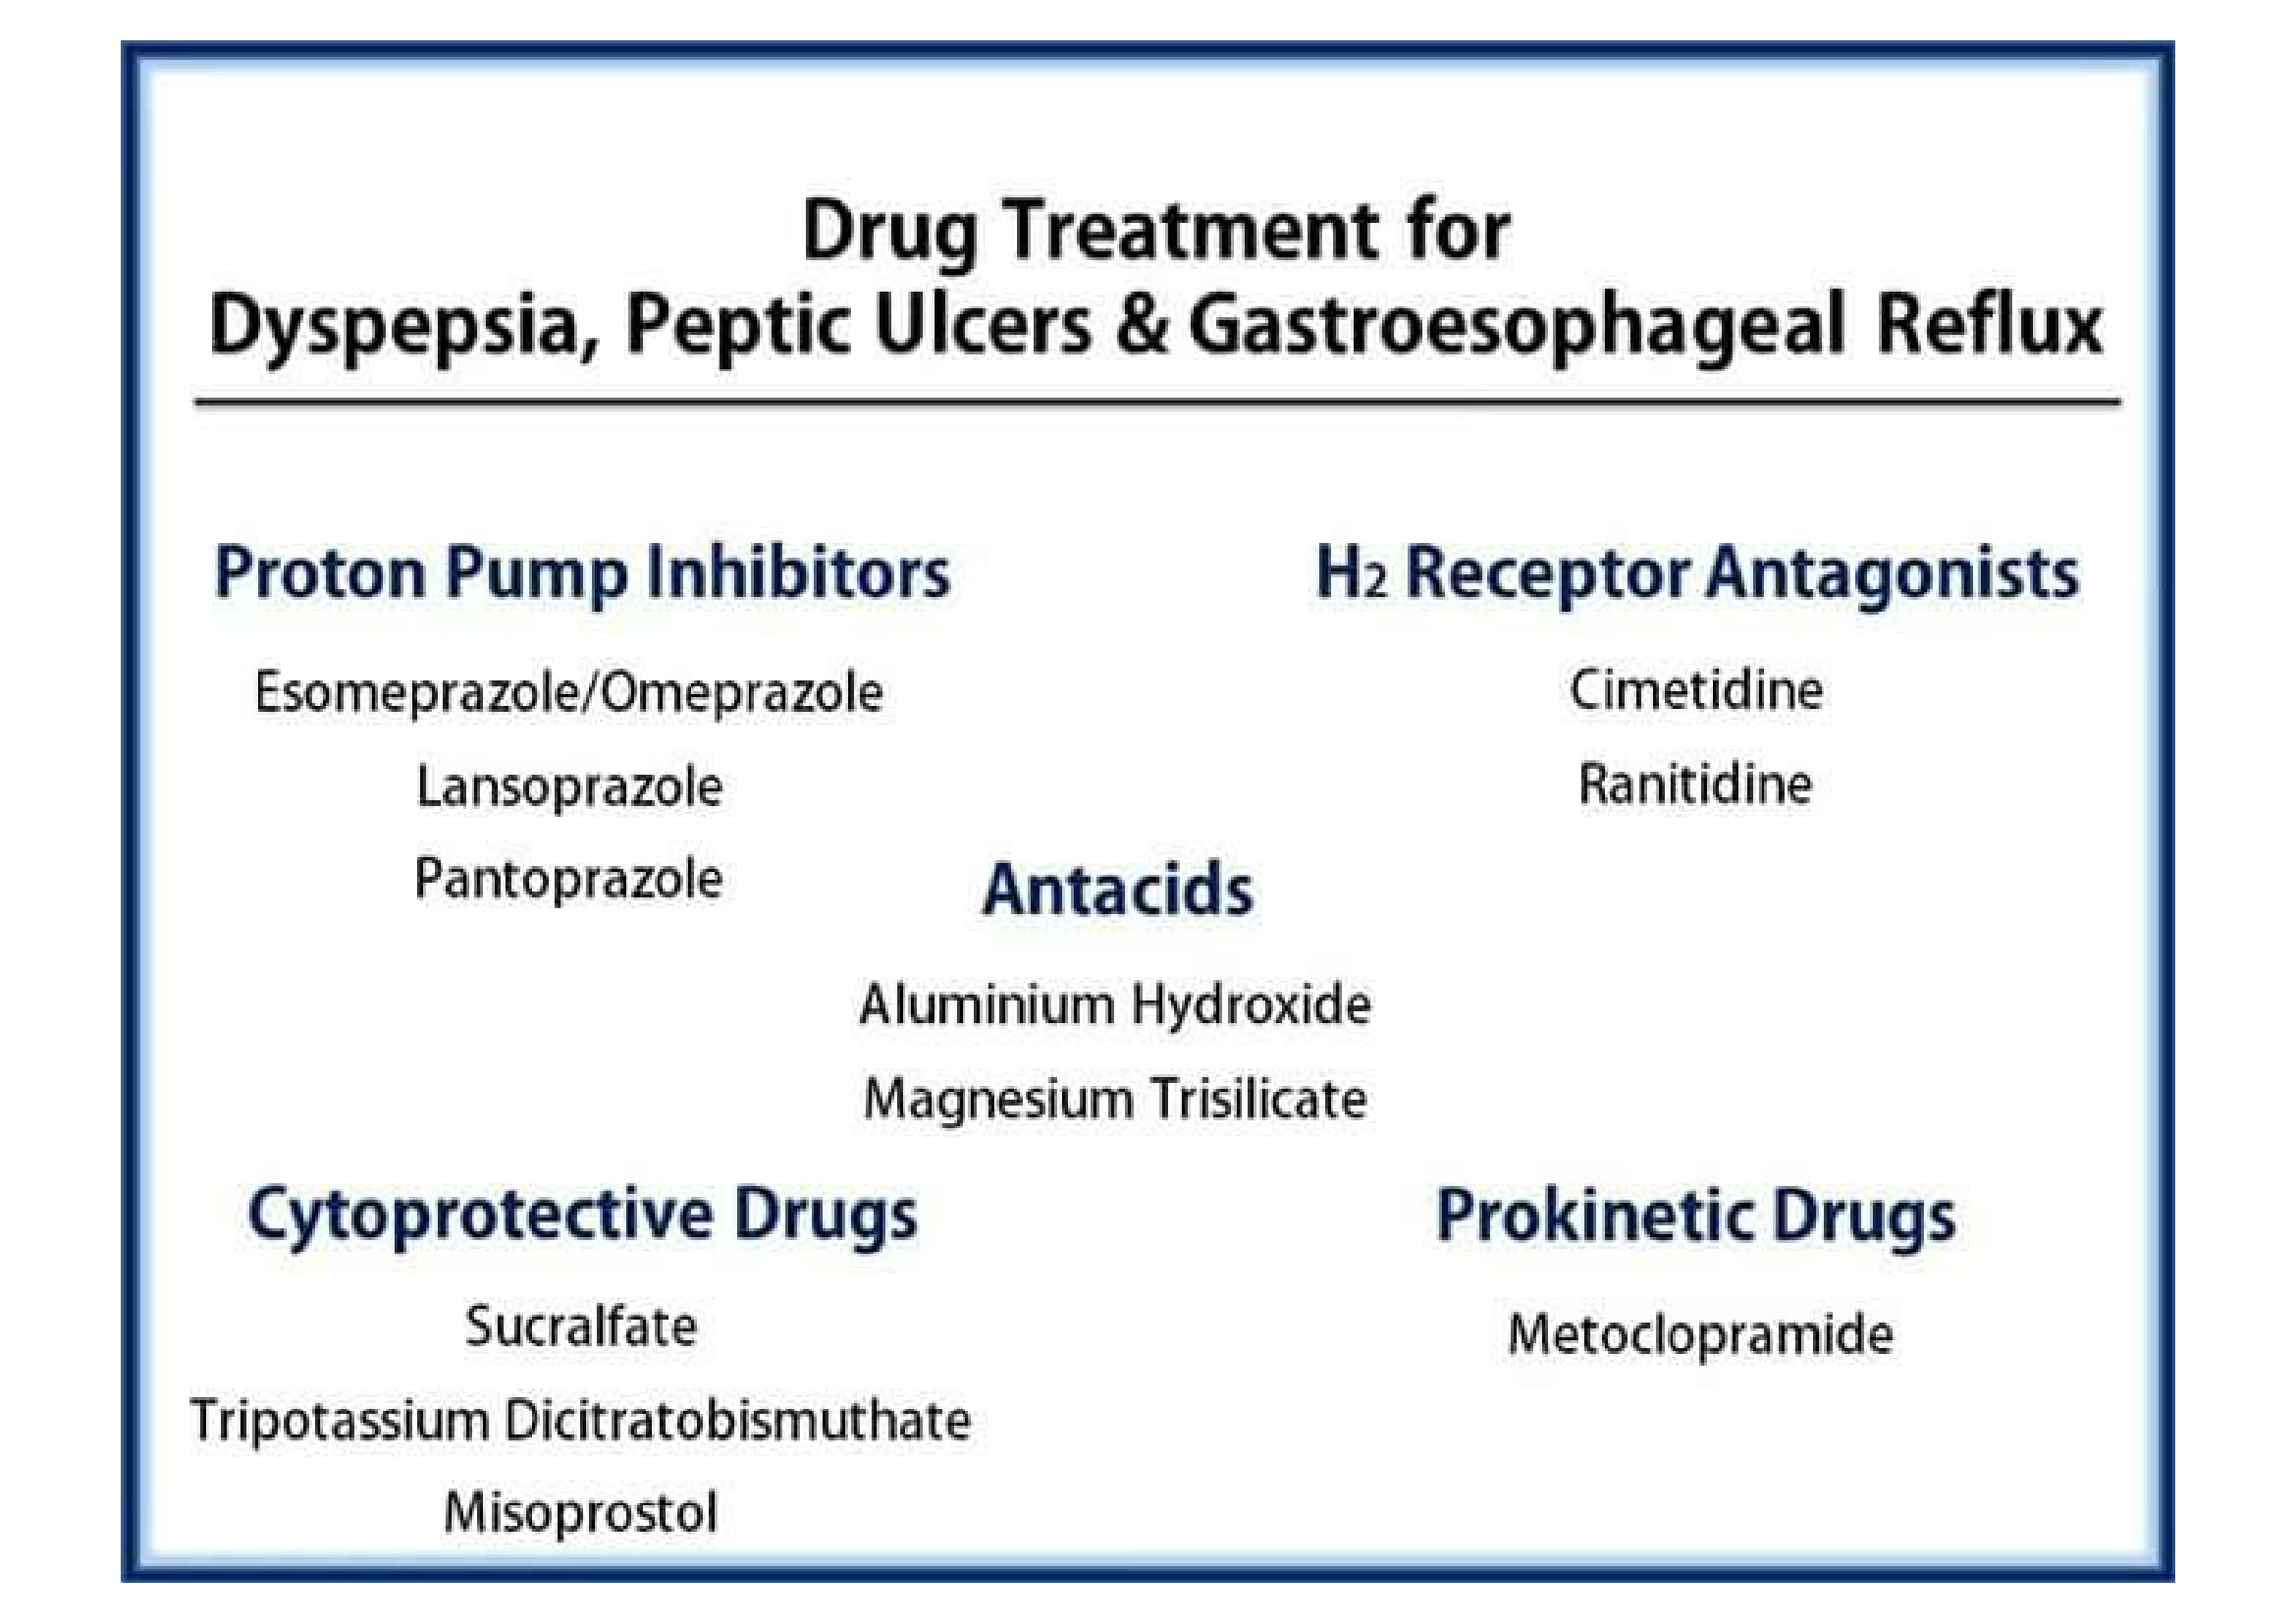 Drug Treatment for
Dyspepsia, Peptic Ulcers & Gastroesophageal Reflux
Proton Pump Inhibitors
Esomeprazole/Omeprazole
Lansoprazole
Pantoprazole
H2 Receptor Antagonists
Cimetidine
Ranitidine
Antacids
Aluminium Hydroxide
Magnesium Trisilicate
Cytoprotective Drugs
Sucralfate
Tripotassium Dicitratobismuthate
Misoprostol
Prokinetic Drugs
Metoclopramide